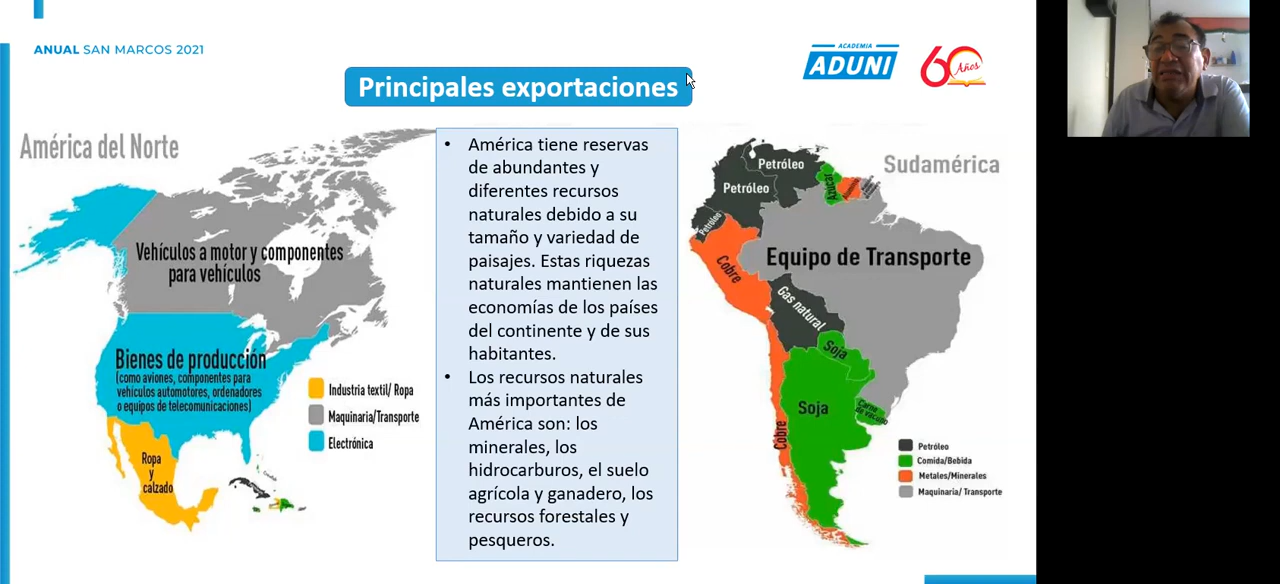 ANUAL SAN MARCOS 2021
ACADEMIA
ADUNI
60 Años
Principales exportaciones
América del Norte
Vehículos a motor y componentes
para vehículos
Bienes de producción
(como aviones, componentes para
vehículos automotores, ordenadores
o equipos de telecomunicaciones)
Ropa
y
calzado
Industria textil/ Ropa
Maquinaria/Transporte
Electrónica
• América tiene reservas
de abundantes y
diferentes recursos
naturales debido a su
tamaño y variedad de
paisajes. Estas riquezas
naturales mantienen las
economías de los países
del continente y de sus
habitantes.
• Los recursos naturales
más importantes de
América son: los
minerales, los
hidrocarburos, el suelo
agrícola y ganadero, los
recursos forestales y
pesqueros.
Sudamérica
Petróleo
Petróleo
Petróleo
Azúcar
Equipo de Transporte
Cobre
Gas natural
Soja
Soja
Carne
de vacuno
Cobre
Petróleo
Comida/Bebida
Metales/Minerales
Maquinaria/ Transporte